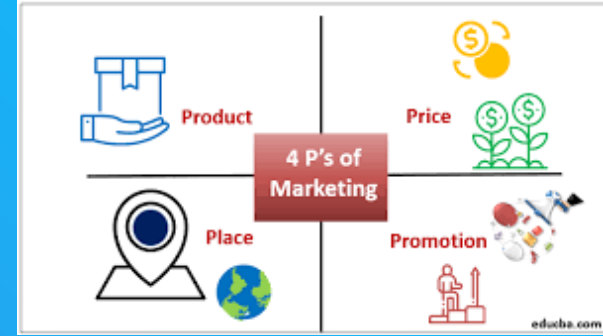 Product
Price
4 P's of
Marketing
Place
Promotion
educba.com